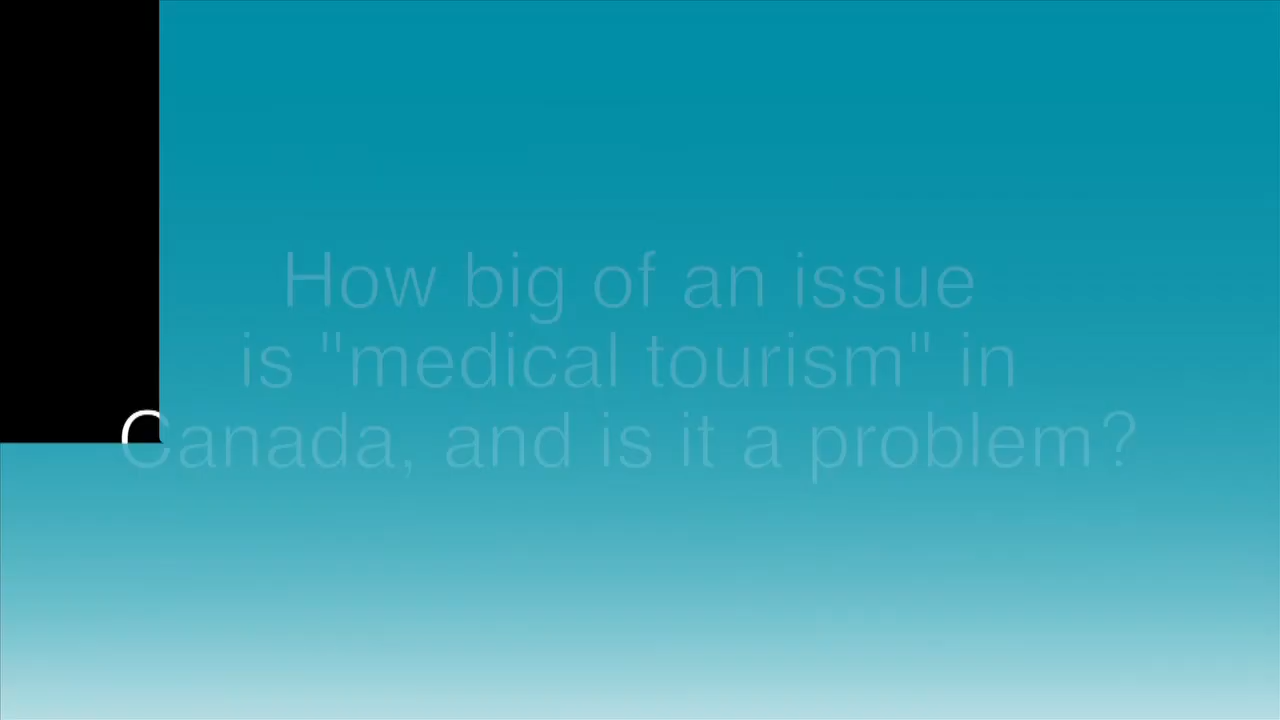 How big of an issue
is "medical tourism" in
Canada, and is it a problem?